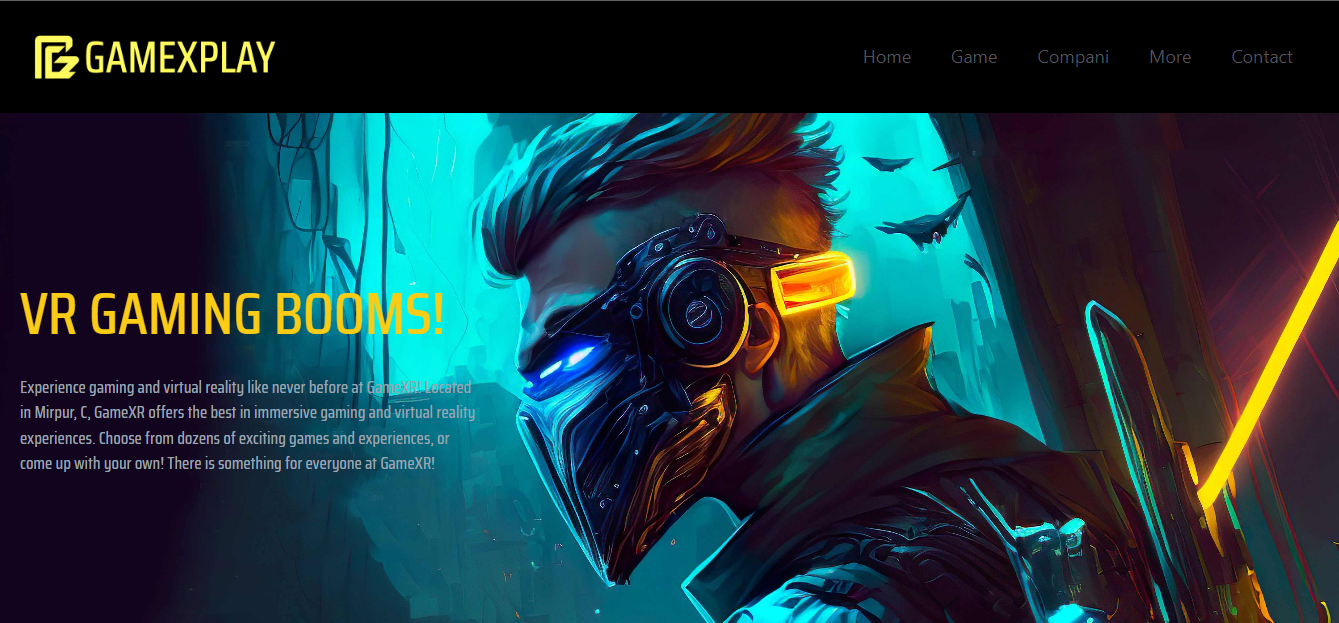 GAMEXPLAY
Home Game Compani More Contact
VR GAMING BOOMS!
Experience gaming and virtual reality like never before at GameXR! Located
in Mirpur, C, GameXR offers the best in immersive gaming and virtual reality
experiences. Choose from dozens of exciting games and experiences, or
come up with your own! There is something for everyone at GameXR!